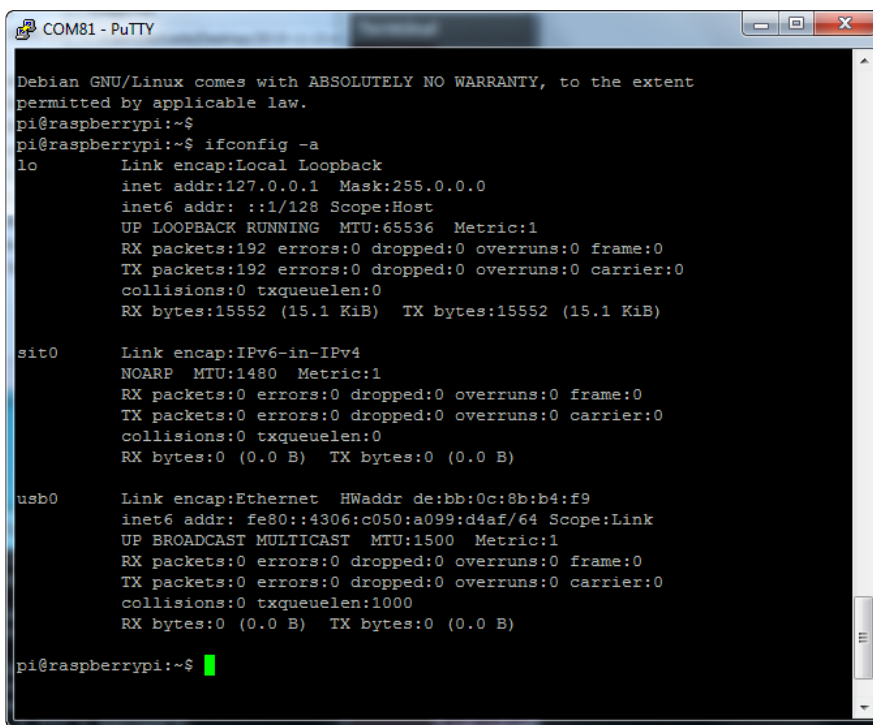 COM81 - PuTTY
Debian GNU/Linux comes with ABSOLUTELY NO WARRANTY, to the extent
permitted by applicable law.
pi@raspberrypi:~$
pi@raspberrypi:~$ ifconfig -a
lo        Link encap:Local Loopback
          inet addr:127.0.0.1  Mask:255.0.0.0
          inet6 addr: ::1/128 Scope:Host
          UP LOOPBACK RUNNING  MTU:65536  Metric:1
          RX packets:192 errors:0 dropped:0 overruns:0 frame:0
          TX packets:192 errors:0 dropped:0 overruns:0 carrier:0
          collisions:0 txqueuelen:0
          RX bytes:15552 (15.1 KiB)  TX bytes:15552 (15.1 KiB)
sit0      Link encap:IPv6-in-IPv4
          NOARP  MTU:1480  Metric:1
          RX packets:0 errors:0 dropped:0 overruns:0 frame:0
          TX packets:0 errors:0 dropped:0 overruns:0 carrier:0
          collisions:0 txqueuelen:0
          RX bytes:0 (0.0 B)  TX bytes:0 (0.0 B)
usb0      Link encap:Ethernet  HWaddr de:bb:0c:8b:b4:f9
          inet6 addr: fe80::4306:c050:a099:d4af/64 Scope:Link
          UP BROADCAST MULTICAST  MTU:1500  Metric:1
          RX packets:0 errors:0 dropped:0 overruns:0 frame:0
          TX packets:0 errors:0 dropped:0 overruns:0 carrier:0
          collisions:0 txqueuelen:1000
          RX bytes:0 (0.0 B)  TX bytes:0 (0.0 B)
pi@raspberrypi:~$